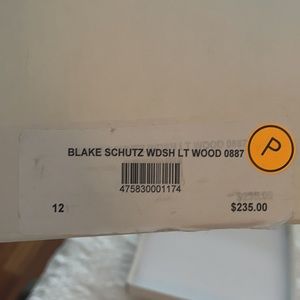 BLAKE SCHUTZ WDSH LT WOOD 0887
P
475830001174
12
$235.00